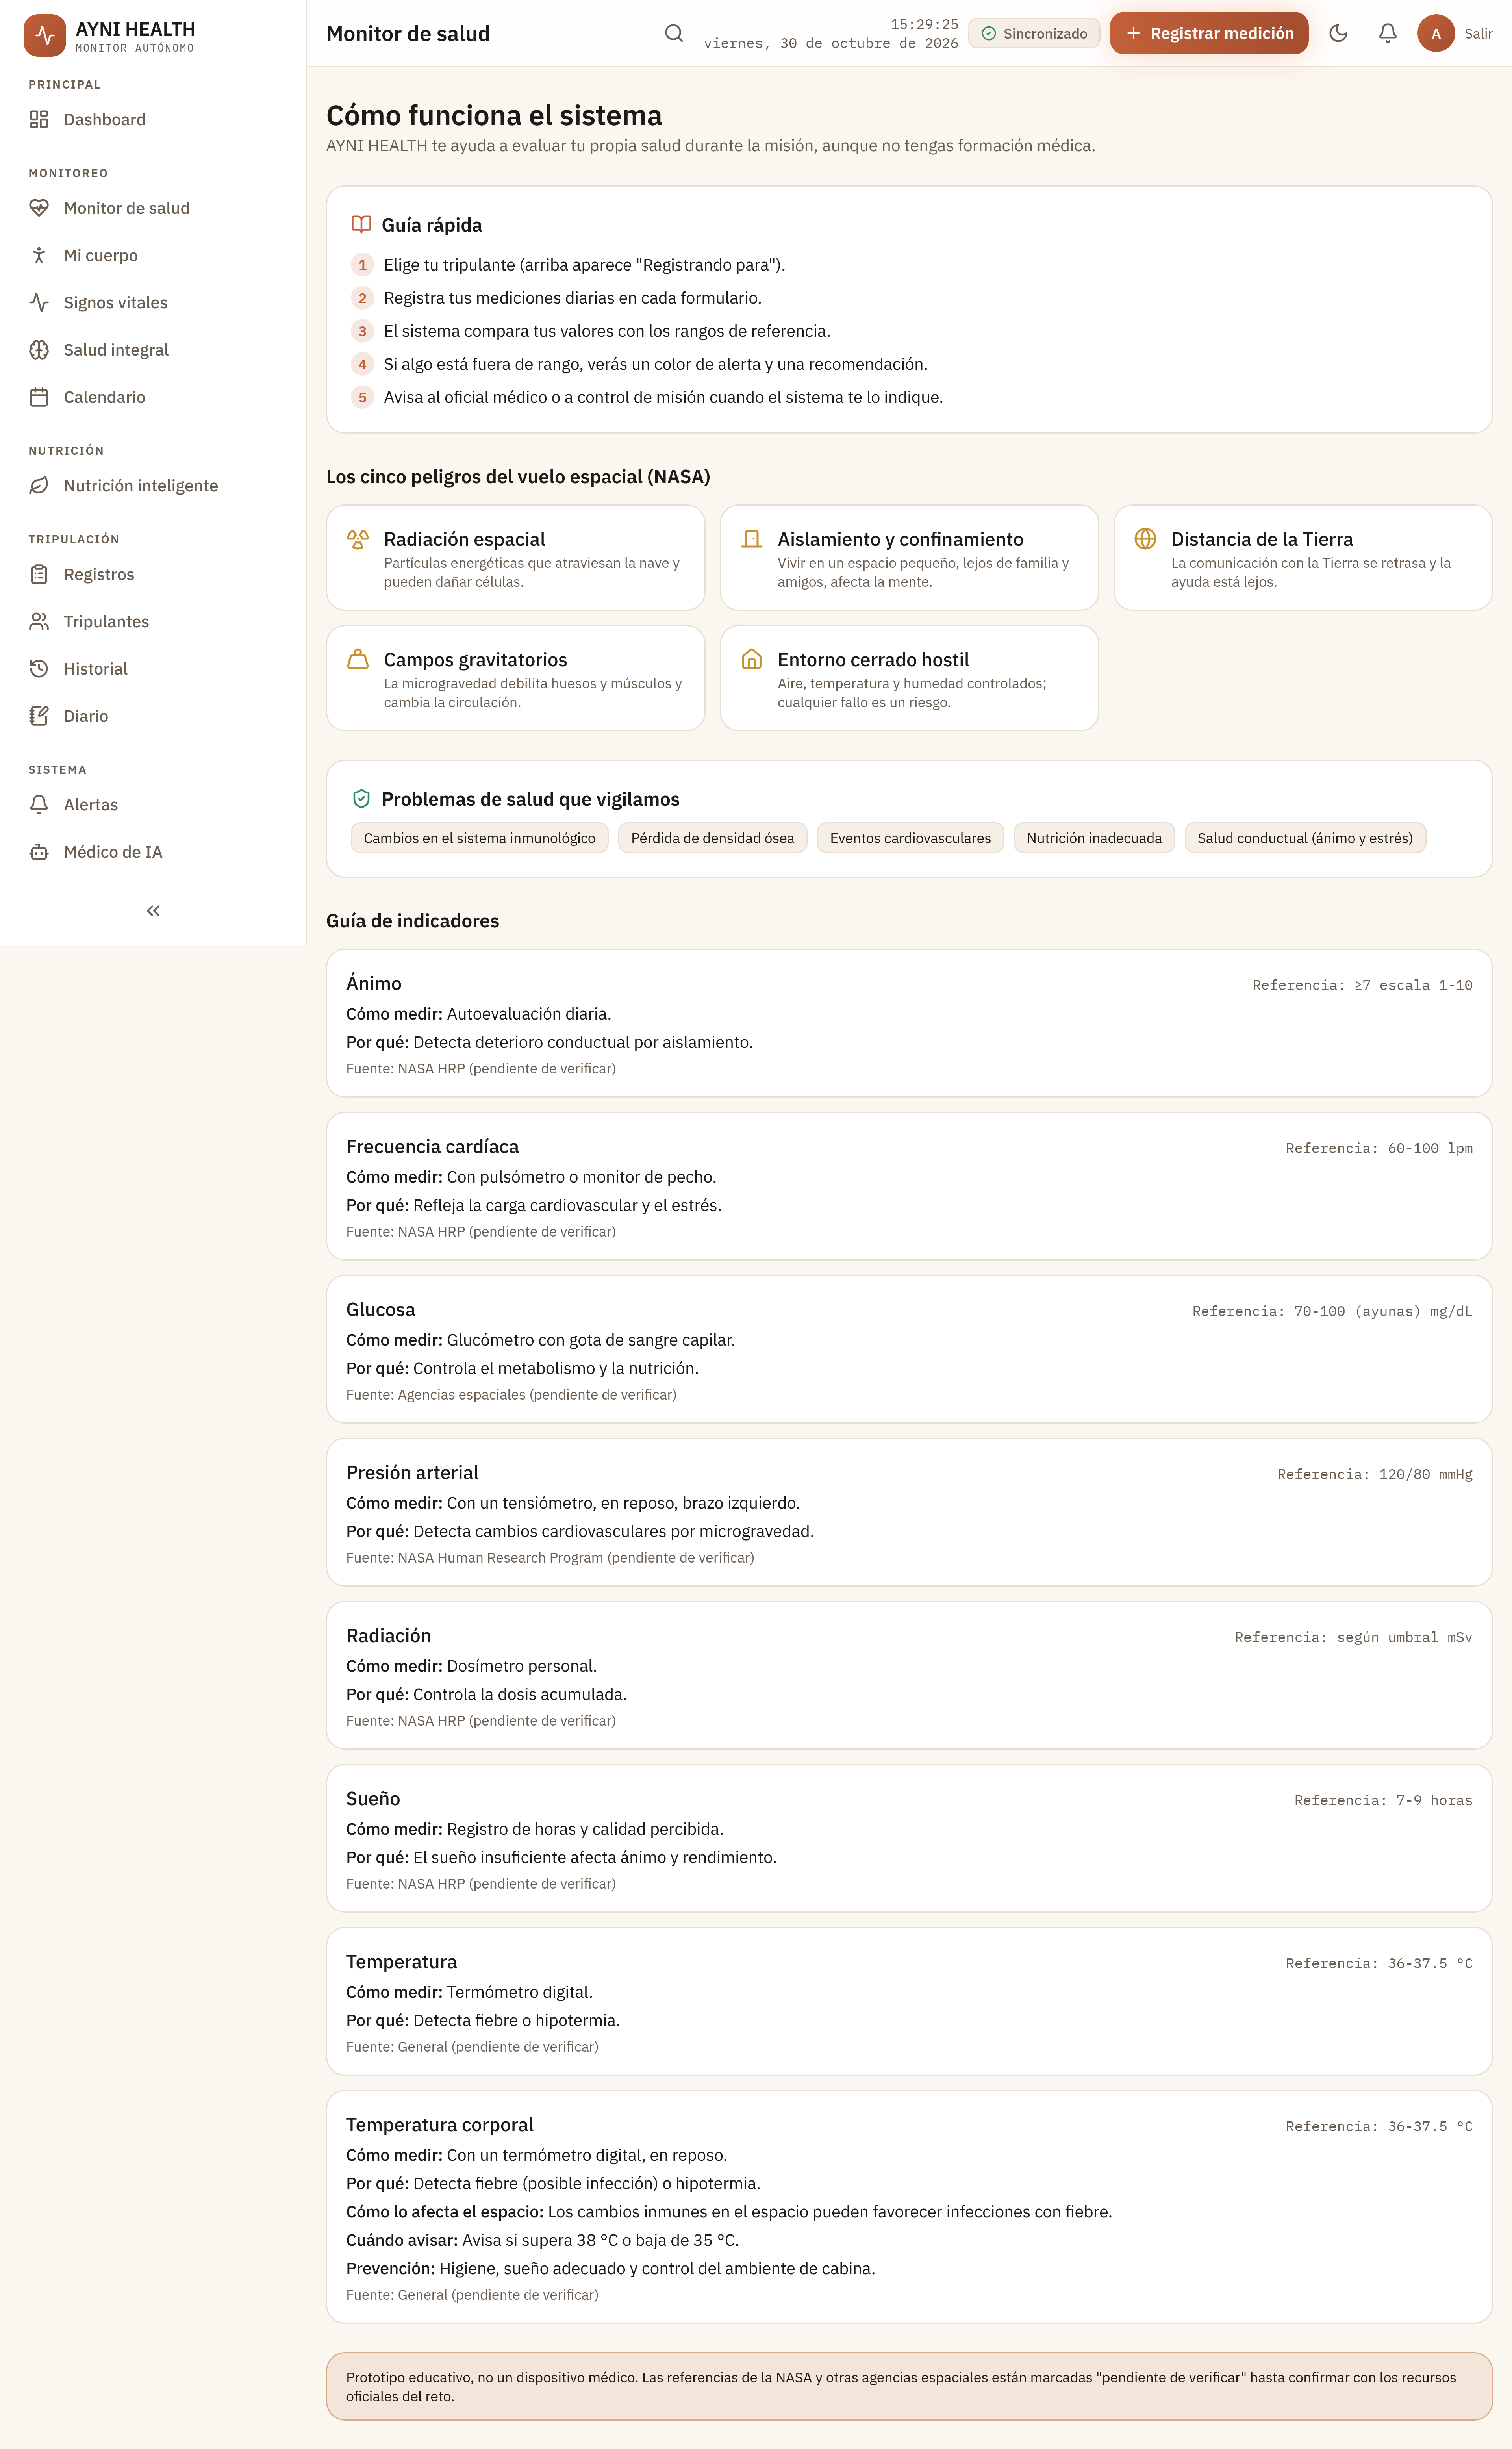 AYNI HEALTH
MONITOR AUTÓNOMO
PRINCIPAL
Dashboard
MONITOREO
Monitor de salud
Mi cuerpo
Signos vitales
Salud integral
Calendario
NUTRICIÓN
Nutrición inteligente
TRIPULACIÓN
Registros
Tripulantes
Historial
Diario
SISTEMA
Alertas
Médico de IA
Monitor de salud
15:29:25
viernes, 30 de octubre de 2026
Sincronizado
Registrar medición
A
Salir
Cómo funciona el sistema
AYNI HEALTH te ayuda a evaluar tu propia salud durante la misión, aunque no tengas formación médica.
Guía rápida
1 Elige tu tripulante (arriba aparece "Registrando para").
2 Registra tus mediciones diarias en cada formulario.
3 El sistema compara tus valores con los rangos de referencia.
4 Si algo está fuera de rango, verás un color de alerta y una recomendación.
5 Avisa al oficial médico o a control de misión cuando el sistema te lo indique.
Los cinco peligros del vuelo espacial (NASA)
Radiación espacial
Partículas energéticas que atraviesan la nave y
pueden dañar células.
Aislamiento y confinamiento
Vivir en un espacio pequeño, lejos de familia y
amigos, afecta la mente.
Distancia de la Tierra
La comunicación con la Tierra se retrasa y la
ayuda está lejos.
Campos gravitatorios
La microgravedad debilita huesos y músculos y
cambia la circulación.
Entorno cerrado hostil
Aire, temperatura y humedad controlados;
cualquier fallo es un riesgo.
Problemas de salud que vigilamos
Cambios en el sistema inmunológico
Pérdida de densidad ósea
Eventos cardiovasculares
Nutrición inadecuada
Salud conductual (ánimo y estrés)
Guía de indicadores
Ánimo
Referencia: ≥7 escala 1-10
Cómo medir: Autoevaluación diaria.
Por qué: Detecta deterioro conductual por aislamiento.
Fuente: NASA HRP (pendiente de verificar)
Frecuencia cardíaca
Referencia: 60-100 lpm
Cómo medir: Con pulsómetro o monitor de pecho.
Por qué: Refleja la carga cardiovascular y el estrés.
Fuente: NASA HRP (pendiente de verificar)
Glucosa
Referencia: 70-100 (ayunas) mg/dL
Cómo medir: Glucómetro con gota de sangre capilar.
Por qué: Controla el metabolismo y la nutrición.
Fuente: Agencias espaciales (pendiente de verificar)
Presión arterial
Referencia: 120/80 mmHg
Cómo medir: Con un tensiómetro, en reposo, brazo izquierdo.
Por qué: Detecta cambios cardiovasculares por microgravedad.
Fuente: NASA Human Research Program (pendiente de verificar)
Radiación
Referencia: según umbral mSv
Cómo medir: Dosímetro personal.
Por qué: Controla la dosis acumulada.
Fuente: NASA HRP (pendiente de verificar)
Sueño
Referencia: 7-9 horas
Cómo medir: Registro de horas y calidad percibida.
Por qué: El sueño insuficiente afecta ánimo y rendimiento.
Fuente: NASA HRP (pendiente de verificar)
Temperatura
Referencia: 36-37.5 °C
Cómo medir: Termómetro digital.
Por qué: Detecta fiebre o hipotermia.
Fuente: General (pendiente de verificar)
Temperatura corporal
Referencia: 36-37.5 °C
Cómo medir: Con un termómetro digital, en reposo.
Por qué: Detecta fiebre (posible infección) o hipotermia.
Cómo lo afecta el espacio: Los cambios inmunes en el espacio pueden favorecer infecciones con fiebre.
Cuándo avisar: Avisa si supera 38 °C o baja de 35 °C.
Prevención: Higiene, sueño adecuado y control del ambiente de cabina.
Fuente: General (pendiente de verificar)
Prototipo educativo, no un dispositivo médico. Las referencias de la NASA y otras agencias espaciales están marcadas "pendiente de verificar" hasta confirmar con los recursos
oficiales del reto.